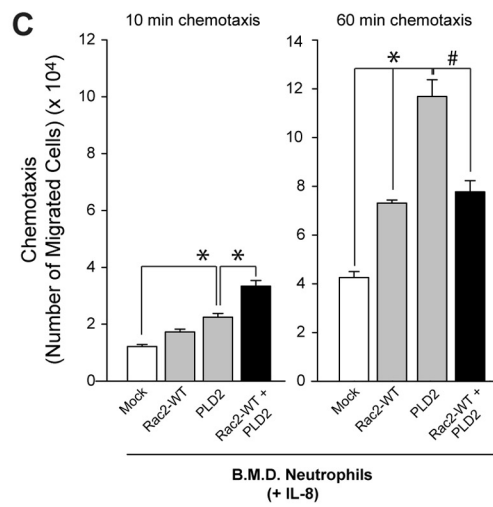 C
10 min chemotaxis
60 min chemotaxis
Chemotaxis
(Number of Migrated Cells) (x 10⁴)
12
10
8
6
4
2
0
* *
Mock
Rac2-WT
PLD2
Rac2-WT +
PLD2
14
12
10
8
6
4
2
0
* #
Mock
Rac2-WT
PLD2
Rac2-WT +
PLD2
B.M.D. Neutrophils
(+ IL-8)